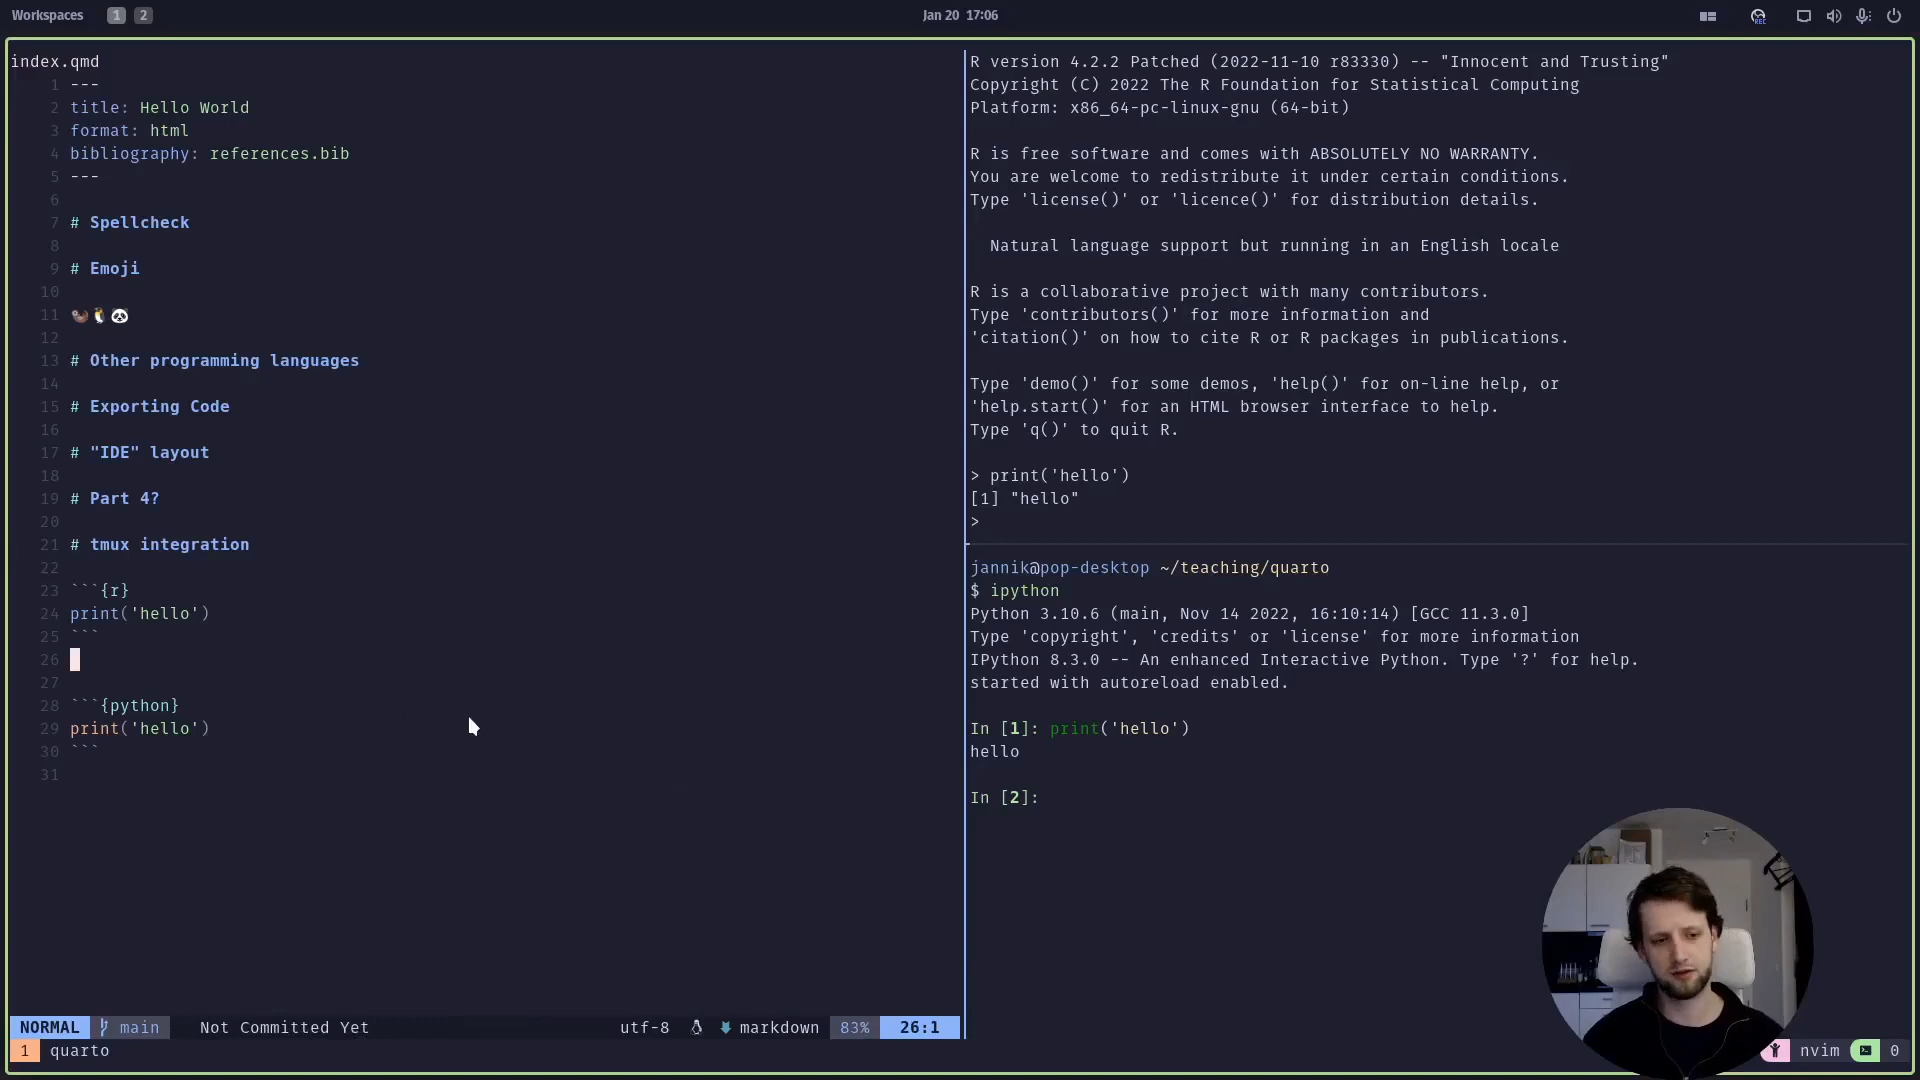 Workspaces 1 2 Jan 20 17:06
index.qmd
1 ---
2 title: Hello World
3 format: html
4 bibliography: references.bib
5 ---
6
7 # Spellcheck
8
9 # Emoji
10
11 🦦🐧🐼
12
13 # Other programming languages
14
15 # Exporting Code
16
17 # "IDE" layout
18
19 # Part 4?
20
21 # tmux integration
22
23 ```{r}
24 print('hello')
25 ```
26
27
28 ```{python}
29 print('hello')
30 ```
31
NORMAL main Not Committed Yet utf-8 markdown 83% 26:1
R version 4.2.2 Patched (2022-11-10 r83330) -- "Innocent and Trusting"
Copyright (C) 2022 The R Foundation for Statistical Computing
Platform: x86_64-pc-linux-gnu (64-bit)
R is free software and comes with ABSOLUTELY NO WARRANTY.
You are welcome to redistribute it under certain conditions.
Type 'license()' or 'licence()' for distribution details.
Natural language support but running in an English locale
R is a collaborative project with many contributors.
Type 'contributors()' for more information and
'citation()' on how to cite R or R packages in publications.
Type 'demo()' for some demos, 'help()' for on-line help, or
'help.start()' for an HTML browser interface to help.
Type 'q()' to quit R.
> print('hello')
[1] "hello"
>
jannik@pop-desktop ~/teaching/quarto
$ ipython
Python 3.10.6 (main, Nov 14 2022, 16:10:14) [GCC 11.3.0]
Type 'copyright', 'credits' or 'license' for more information
IPython 8.3.0 -- An enhanced Interactive Python. Type '?' for help.
started with autoreload enabled.
In [1]: print('hello')
hello
In [2]:
1 quarto nvim 0